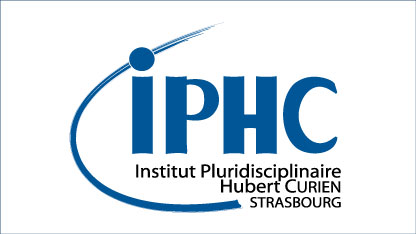 iPHC
Institut Pluridisciplinaire
Hubert CURIEN
STRASBOURG